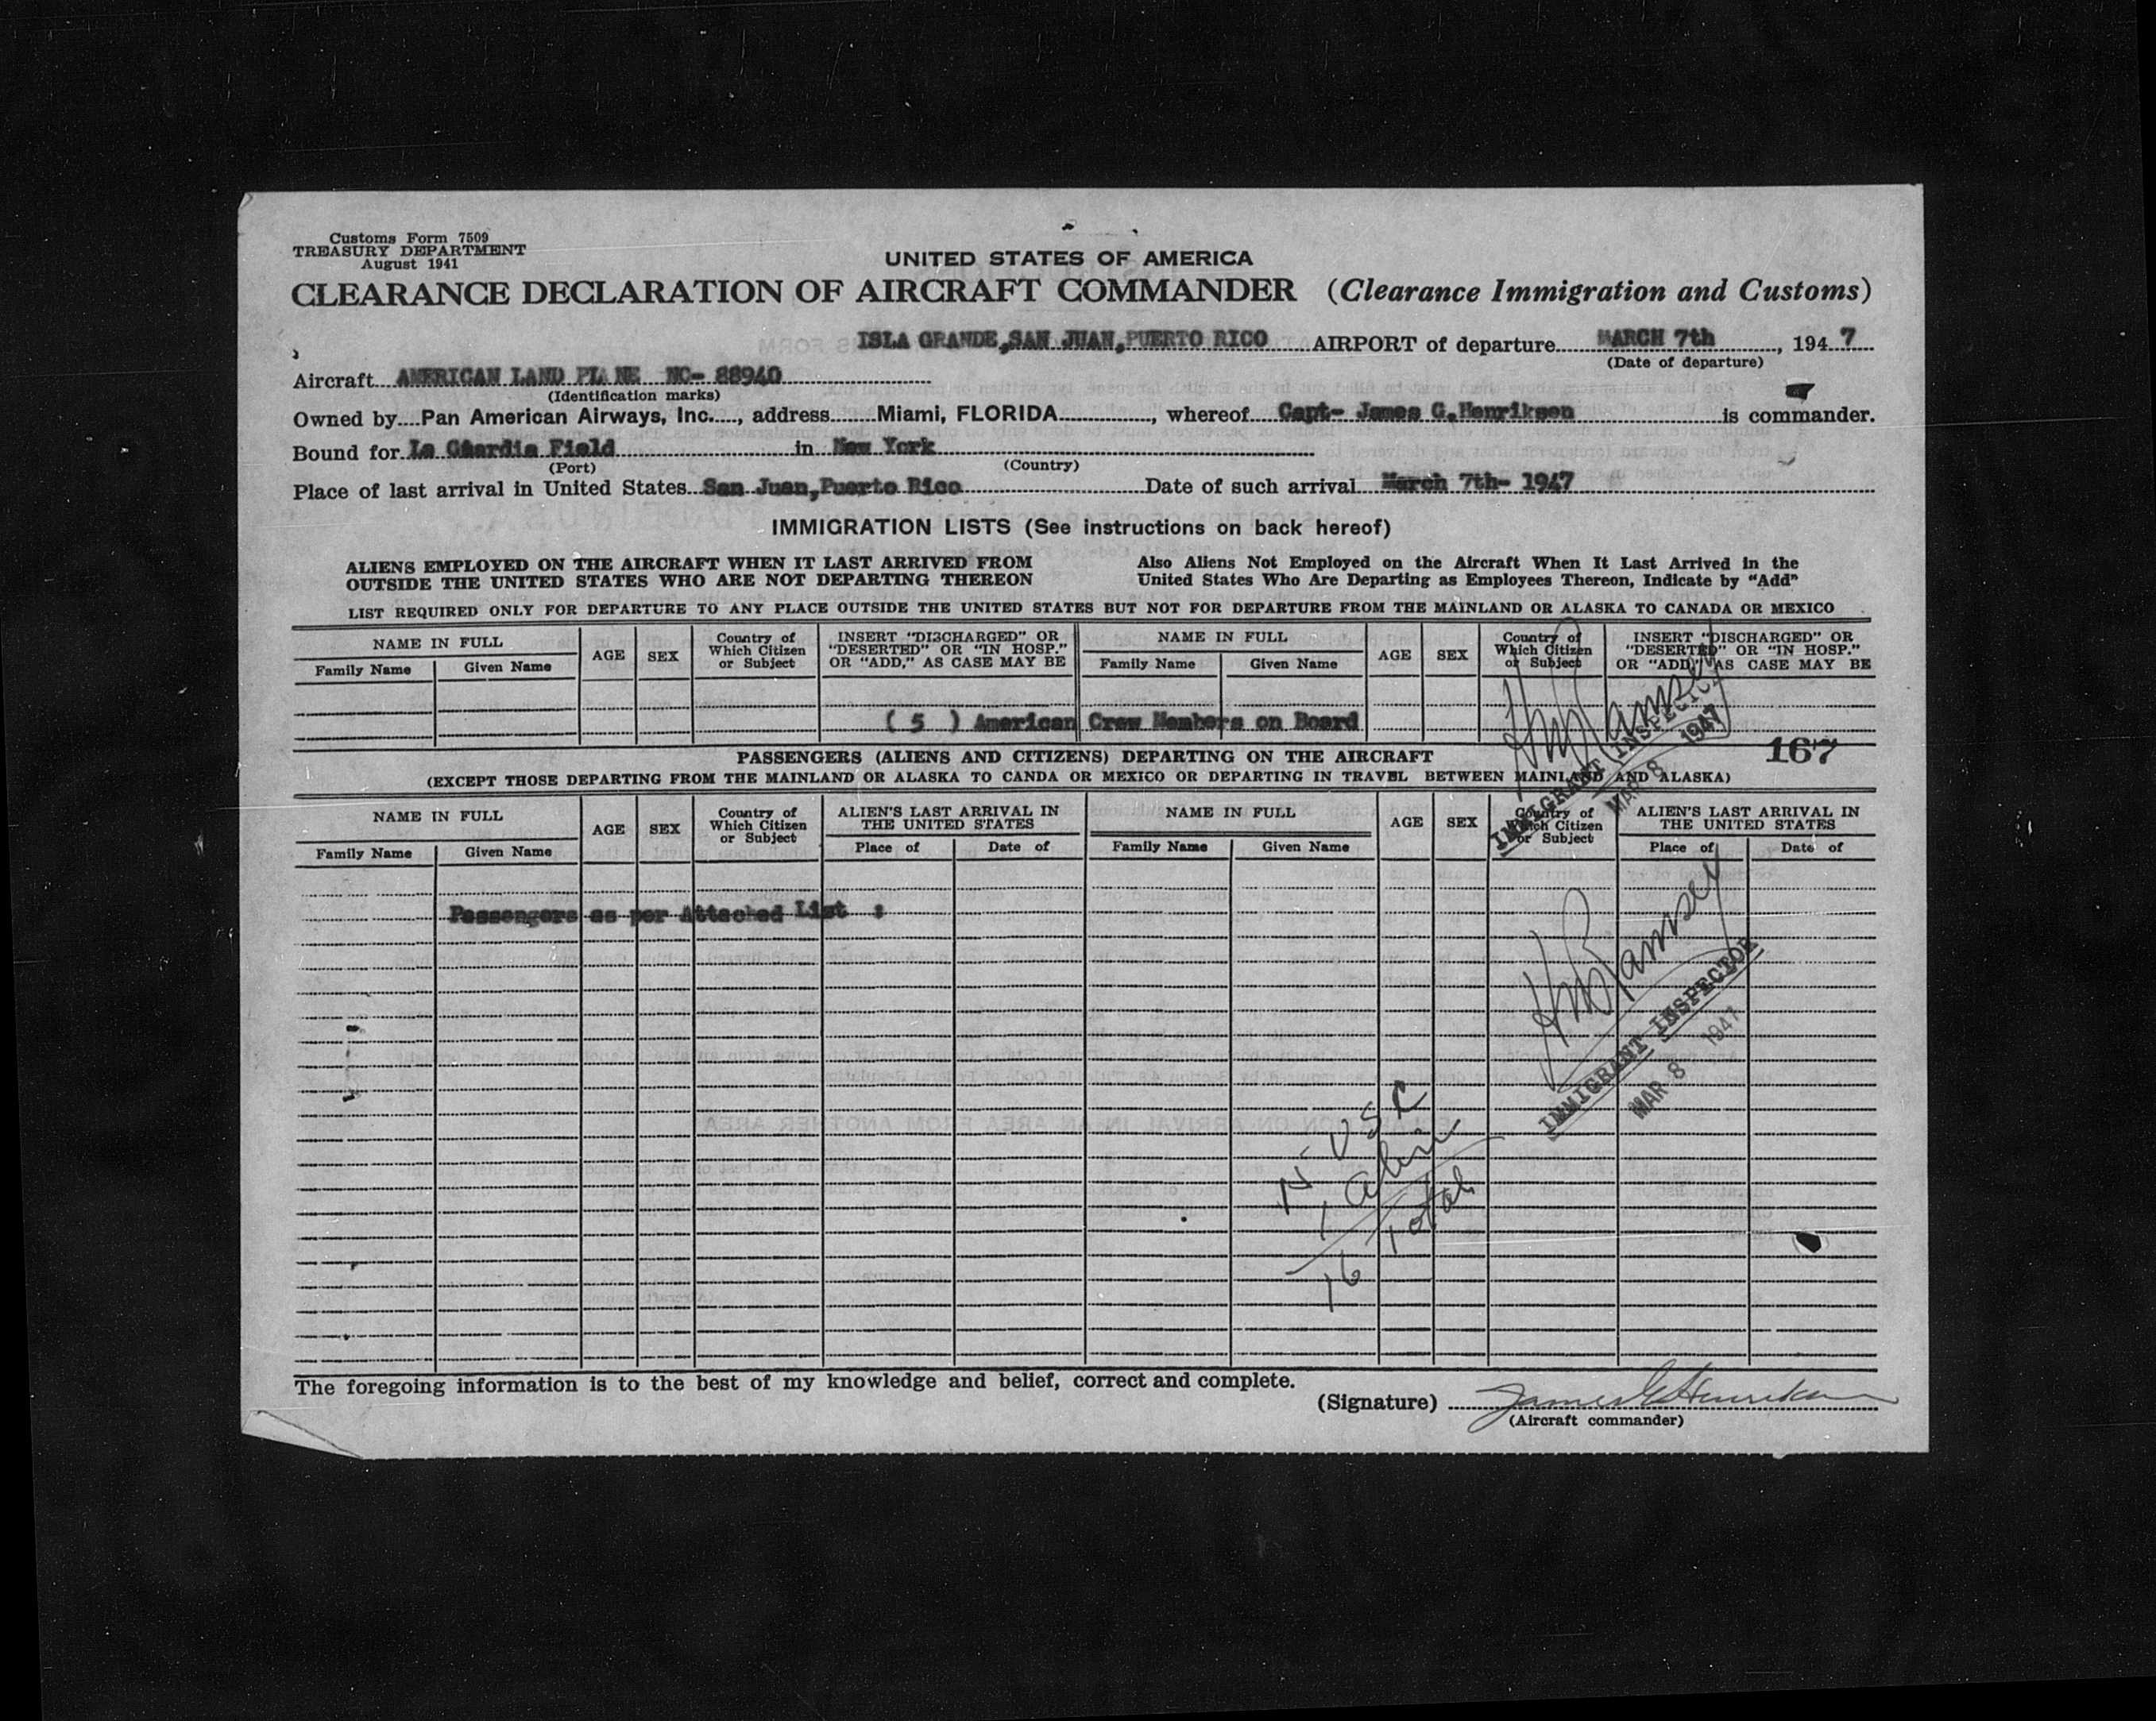 Customs Form 7509
TREASURY DEPARTMENT
August 1941
UNITED STATES OF AMERICA
CLEARANCE DECLARATION OF AIRCRAFT COMMANDER (Clearance Immigration and Customs)
ISLA GRANDE,SAN JUAN,PUERTO RICO AIRPORT of departure MARCH 7th, 1947
(Date of departure)
Aircraft AMERICAN LAND PLANE NC- 88940
(Identification marks)
Owned by Pan American Airways, Inc., address Miami, FLORIDA, whereof Capt- James G.Henriksen is commander.
Bound for La Guardia Field in New York
(Port) (Country)
Place of last arrival in United States San Juan,Puerto Rico Date of such arrival March 7th- 1947
IMMIGRATION LISTS (See instructions on back hereof)
ALIENS EMPLOYED ON THE AIRCRAFT WHEN IT LAST ARRIVED FROM
OUTSIDE THE UNITED STATES WHO ARE NOT DEPARTING THEREON
Also Aliens Not Employed on the Aircraft When It Last Arrived in the
United States Who Are Departing as Employees Thereon, Indicate by "Add"
LIST REQUIRED ONLY FOR DEPARTURE TO ANY PLACE OUTSIDE THE UNITED STATES BUT NOT FOR DEPARTURE FROM THE MAINLAND OR ALASKA TO CANADA OR MEXICO
NAME IN FULL
Family Name Given Name
AGE
SEX
Country of
Which Citizen
or Subject
INSERT "DISCHARGED" OR
"DESERTED" OR "IN HOSP."
OR "ADD," AS CASE MAY BE
NAME IN FULL
Family Name Given Name
AGE
SEX
Country of
Which Citizen
or Subject
INSERT "DISCHARGED" OR
"DESERTED" OR "IN HOSP."
OR "ADD," AS CASE MAY BE
( 5 ) American Crew Members on Board
HM Ramsey
IMMIGRANT INSPECTOR
MAR 8 1947
167
PASSENGERS (ALIENS AND CITIZENS) DEPARTING ON THE AIRCRAFT
(EXCEPT THOSE DEPARTING FROM THE MAINLAND OR ALASKA TO CANDA OR MEXICO OR DEPARTING IN TRAVEL BETWEEN MAINLAND AND ALASKA)
NAME IN FULL
Family Name Given Name
AGE
SEX
Country of
Which Citizen
or Subject
ALIEN'S LAST ARRIVAL IN
THE UNITED STATES
Place of Date of
NAME IN FULL
Family Name Given Name
AGE
SEX
Country of
Which Citizen
or Subject
ALIEN'S LAST ARRIVAL IN
THE UNITED STATES
Place of Date of
Passengers as per Attached List :
HM Ramsey
IMMIGRANT INSPECTOR
MAR 8 1947
15 USC
1 alien
16 Total
The foregoing information is to the best of my knowledge and belief, correct and complete.
(Signature) James G Henriksen
(Aircraft commander)